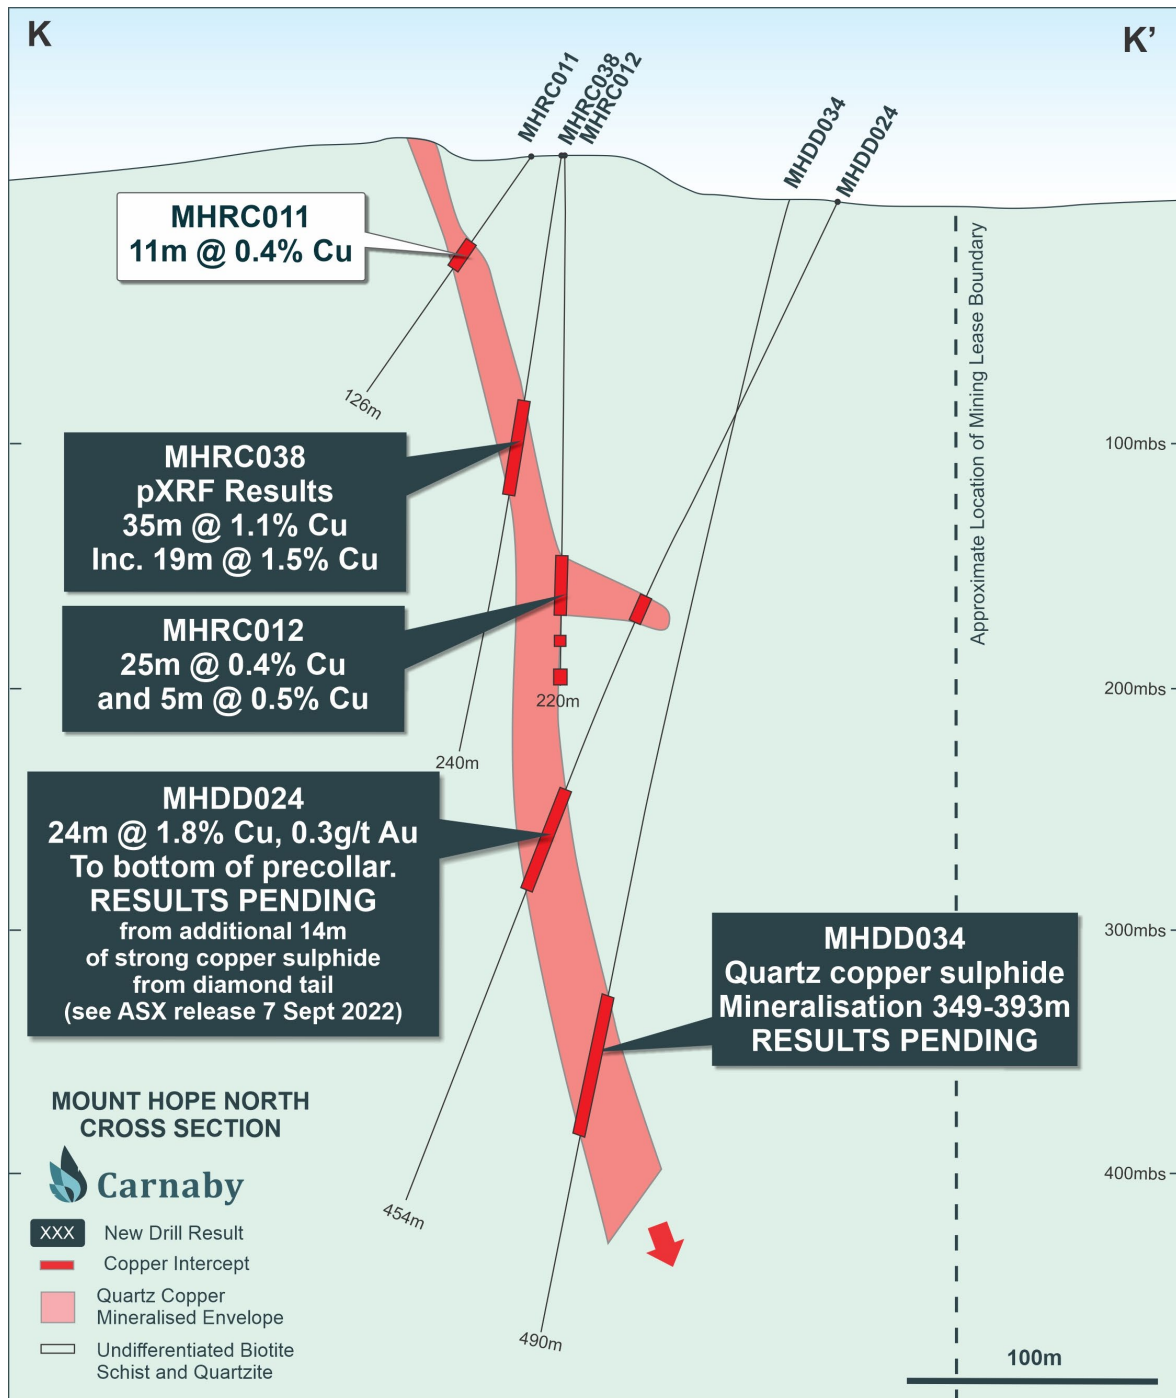 K
K’
MHRC011
MHRC038
MHRC012
MHDD034
MHDD024
MHRC011
11m @ 0.4% Cu
126m
Approximate Location of Mining Lease Boundary
100mbs
MHRC038
pXRF Results
35m @ 1.1% Cu
Inc. 19m @ 1.5% Cu
MHRC012
25m @ 0.4% Cu
and 5m @ 0.5% Cu
200mbs
220m
240m
MHDD024
24m @ 1.8% Cu, 0.3g/t Au
To bottom of precollar.
RESULTS PENDING
from additional 14m
of strong copper sulphide
from diamond tail
(see ASX release 7 Sept 2022)
300mbs
MHDD034
Quartz copper sulphide
Mineralisation 349-393m
RESULTS PENDING
400mbs
454m
490m
MOUNT HOPE NORTH
CROSS SECTION
Carnaby
XXX New Drill Result
Copper Intercept
Quartz Copper
Mineralised Envelope
Undifferentiated Biotite
Schist and Quartzite
100m